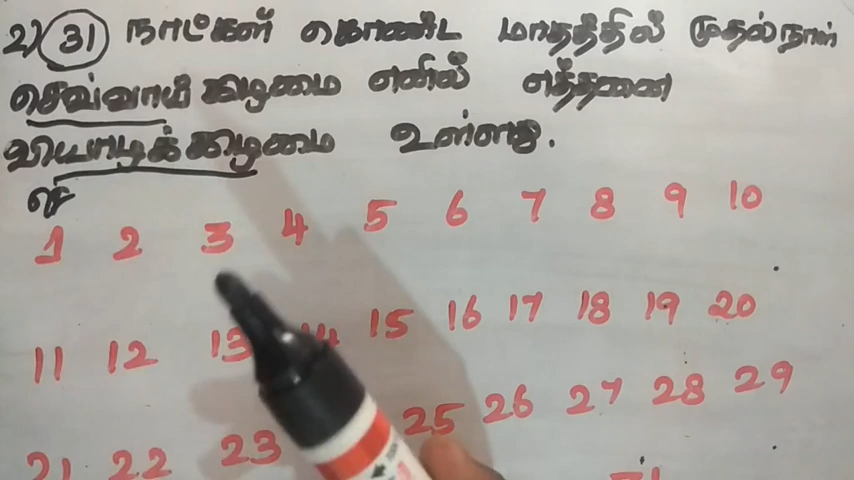 2) 31 நாட்கள் கொண்ட மாதத்தில் முதல்நாள்
செவ்வாய் கிழமை எனில் எத்தனை
வியாழக்கிழமை உள்ளது.
செ
1 2 3 4 5 6 7 8 9 10
11 12 13 14 15 16 17 18 19 20
21 22 23 25 26 27 28 29